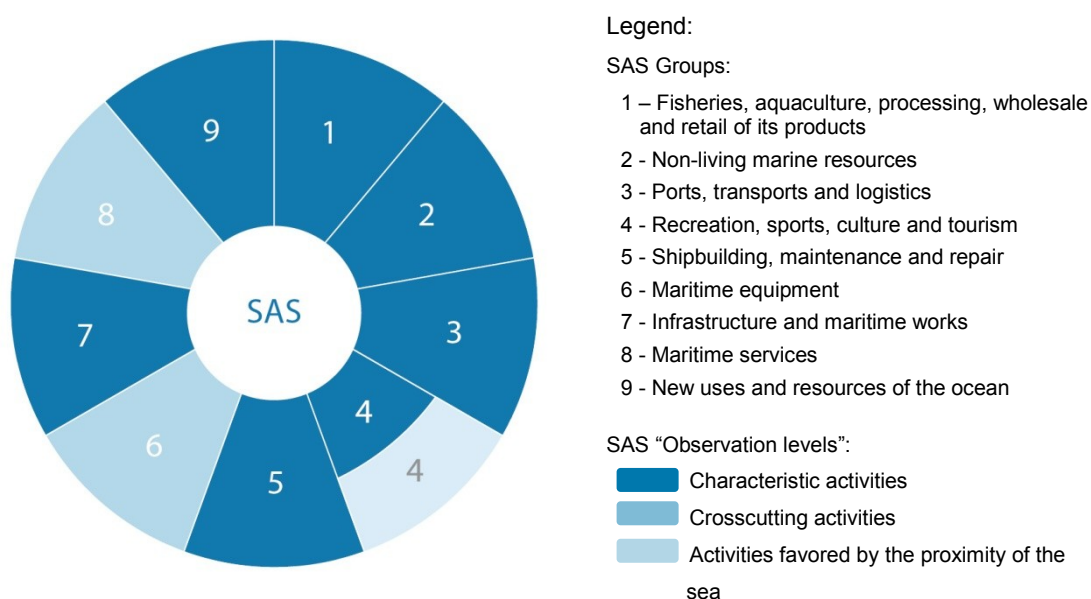 9
1
8
2
SAS
7
3
4
6
4
5
Legend:
SAS Groups:
1 – Fisheries, aquaculture, processing, wholesale
and retail of its products
2 - Non-living marine resources
3 - Ports, transports and logistics
4 - Recreation, sports, culture and tourism
5 - Shipbuilding, maintenance and repair
6 - Maritime equipment
7 - Infrastructure and maritime works
8 - Maritime services
9 - New uses and resources of the ocean
SAS “Observation levels”:
Characteristic activities
Crosscutting activities
Activities favored by the proximity of the
sea